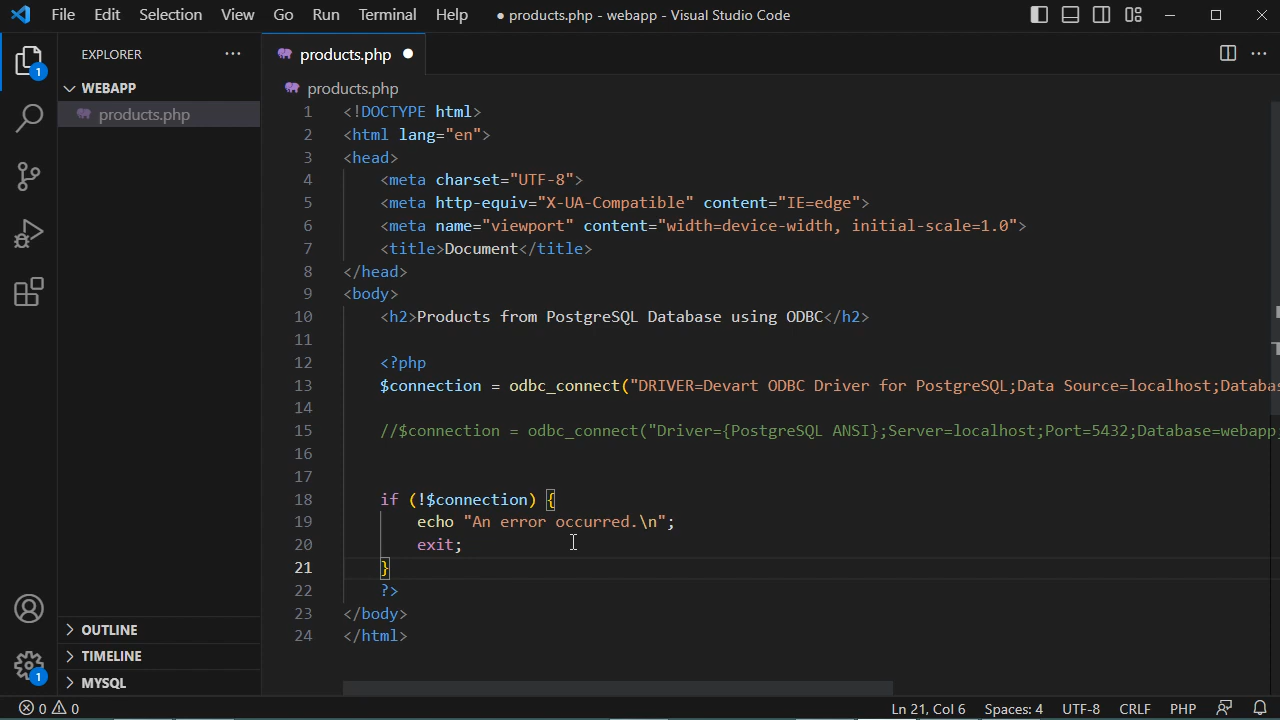 File Edit Selection View Go Run Terminal Help ● products.php - webapp - Visual Studio Code
EXPLORER ···
products.php ●
1
WEBAPP
products.php
products.php
1 <!DOCTYPE html>
2 <html lang="en">
3 <head>
4 <meta charset="UTF-8">
5 <meta http-equiv="X-UA-Compatible" content="IE=edge">
6 <meta name="viewport" content="width=device-width, initial-scale=1.0">
7 <title>Document</title>
8 </head>
9 <body>
10 <h2>Products from PostgreSQL Database using ODBC</h2>
11
12 <?php
13 $connection = odbc_connect("DRIVER=Devart ODBC Driver for PostgreSQL;Data Source=localhost;Databas
14
15 //$connection = odbc_connect("Driver={PostgreSQL ANSI};Server=localhost;Port=5432;Database=webapp;
16
17
18 if (!$connection) {
19 echo "An error occurred.\n";
20 exit;
21 }
22 ?>
23 </body>
24 </html>
OUTLINE
TIMELINE
MYSQL
1
0 0 Ln 21, Col 6 Spaces: 4 UTF-8 CRLF PHP